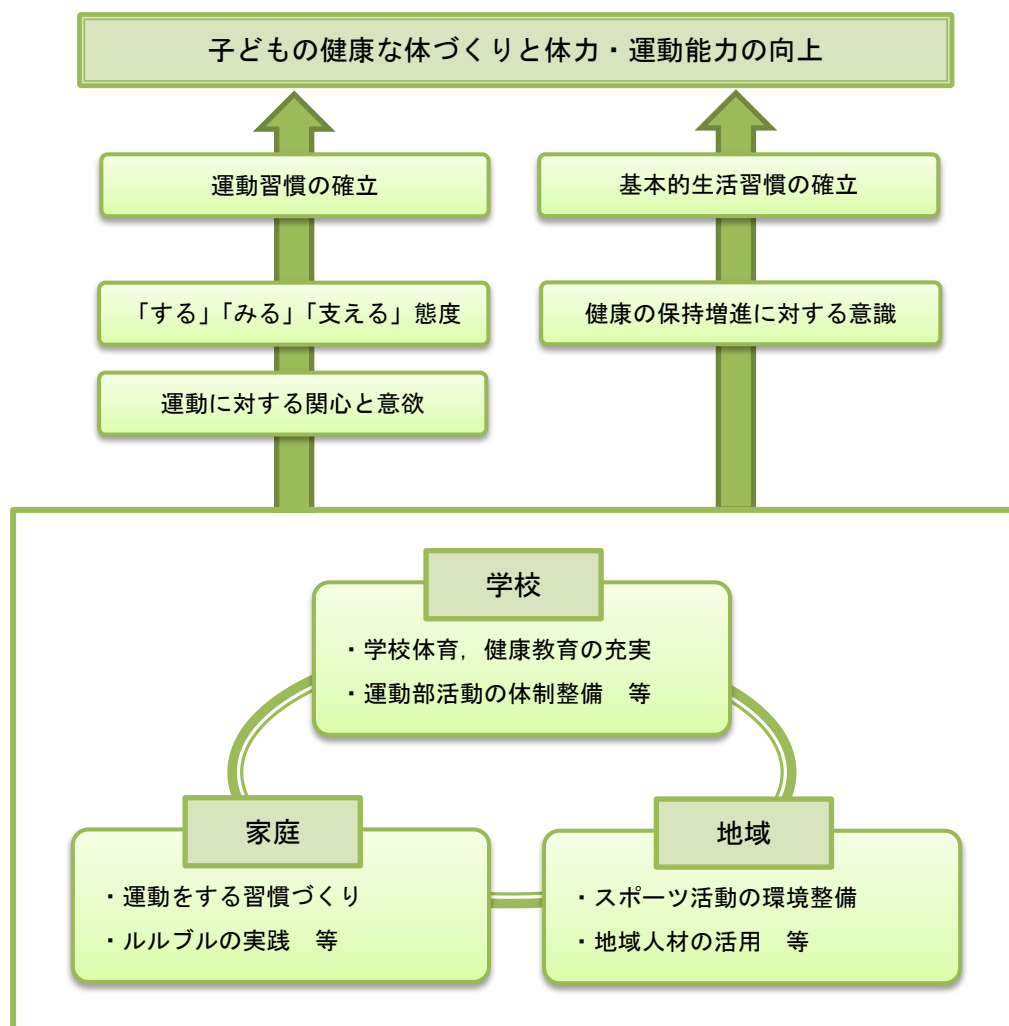 子どもの健康な体づくりと体力・運動能力の向上
運動習慣の確立
基本的生活習慣の確立
「する」「みる」「支える」態度
健康の保持増進に対する意識
運動に対する関心と意欲
学校
・学校体育，健康教育の充実
・運動部活動の体制整備　等
家庭
・運動をする習慣づくり
・ルルブルの実践　等
地域
・スポーツ活動の環境整備
・地域人材の活用　等